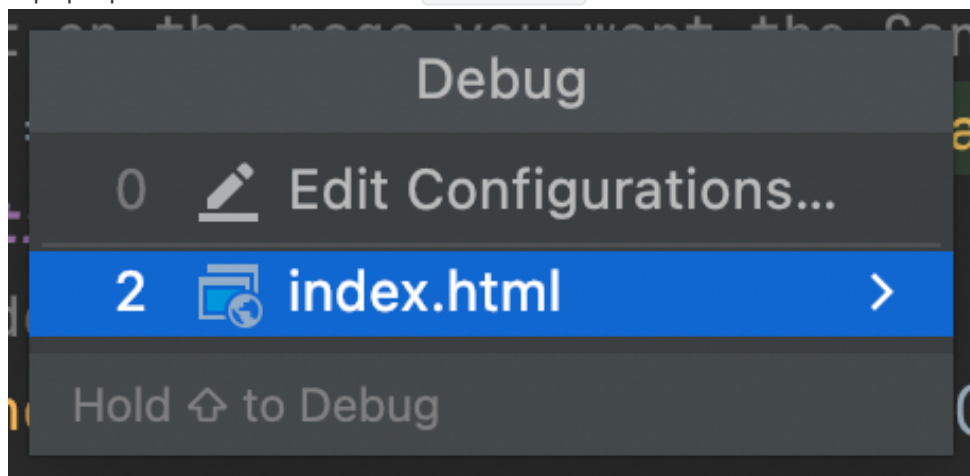 Debug
0 Edit Configurations...
2 index.html
Hold ⇧ to Debug